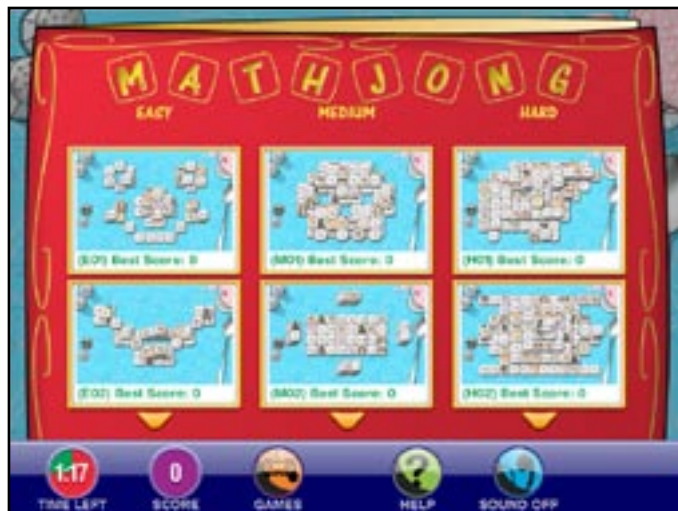 MATHJONG
EASY MEDIUM HARD
(E01) Best Score: 0 (M01) Best Score: 0 (H01) Best Score: 0
(E02) Best Score: 0 (M02) Best Score: 0 (H02) Best Score: 0
1:17 0 ?
TIME LEFT SCORE GAMES HELP SOUND OFF